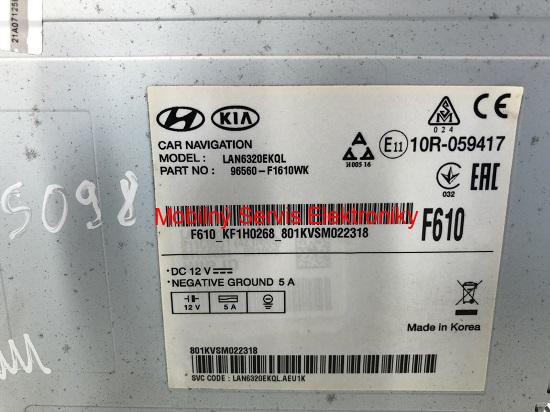 21A07125
HYUNDAI KIA
CAR NAVIGATION
MODEL : LAN6320EKQL
PART NO : 96560-F1610WK
H005 16
024
CE
E11 10R-059417
032
EAC
5098
Mobilny Servis Elektroniky
F610_KF1H0268_801KVSM022318
F610
·DC 12 V
·NEGATIVE GROUND 5 A
12 V 5 A
Made in Korea
801KVSM022318
SVC CODE : LAN6320EKQL.AEU1K